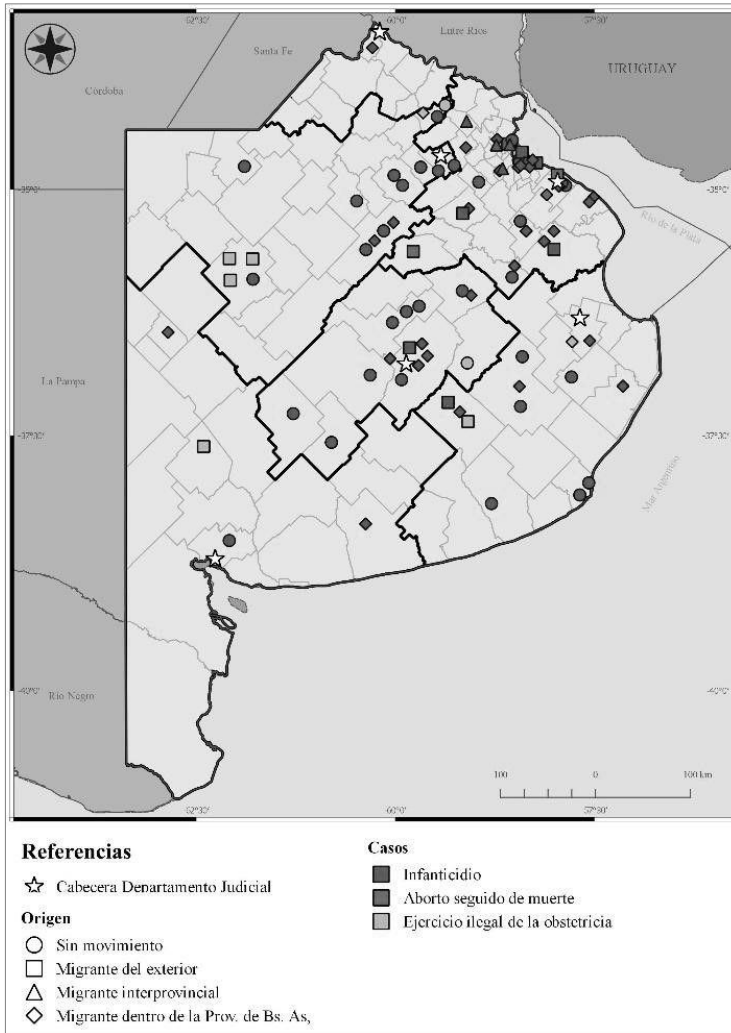 62°30'
60°0'
57°30'
Entre Ríos
Santa Fe
URUGUAY
Córdoba
-35°0'
-35°0'
Río de la Plata
La Pampa
-37°30'
-37°30'
Mar Argentino
Río Negro
-40°0'
-40°0'
100 0 100 km
62°30'
60°0'
57°30'
Referencias
Cabecera Departamento Judicial
Origen
Sin movimiento
Migrante del exterior
Migrante interprovincial
Migrante dentro de la Prov. de Bs. As,
Casos
Infanticidio
Aborto seguido de muerte
Ejercicio ilegal de la obstetricia